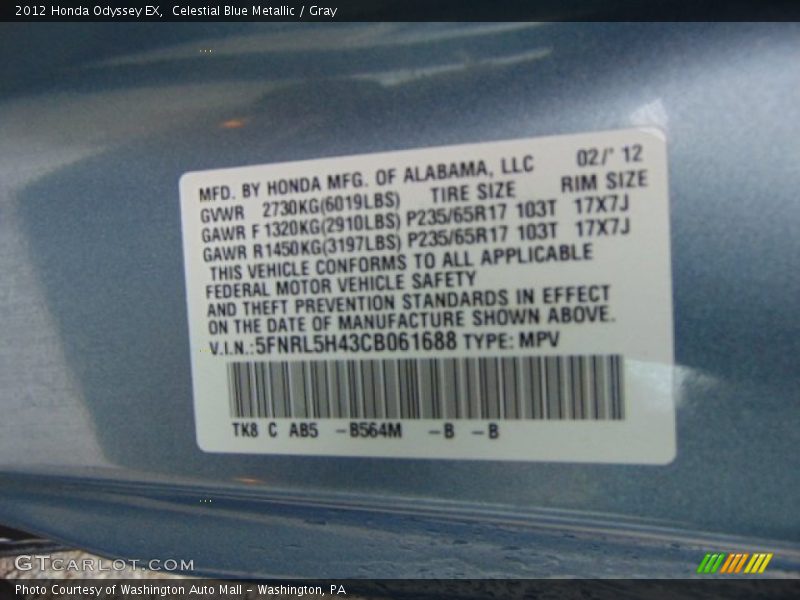 2012 Honda Odyssey EX,  Celestial Blue Metallic / Gray
MFD. BY HONDA MFG. OF ALABAMA, LLC 02/' 12
GVWR 2730KG(6019LBS) TIRE SIZE RIM SIZE
GAWR F 1320KG(2910LBS) P235/65R17 103T 17X7J
GAWR R1450KG(3197LBS) P235/65R17 103T 17X7J
THIS VEHICLE CONFORMS TO ALL APPLICABLE
FEDERAL MOTOR VEHICLE SAFETY
AND THEFT PREVENTION STANDARDS IN EFFECT
ON THE DATE OF MANUFACTURE SHOWN ABOVE.
V.I.N.:5FNRL5H43CB061688 TYPE: MPV
TK8 C AB5 -B564M -B -B
GTCARLOT.COM
Photo Courtesy of Washington Auto Mall - Washington, PA